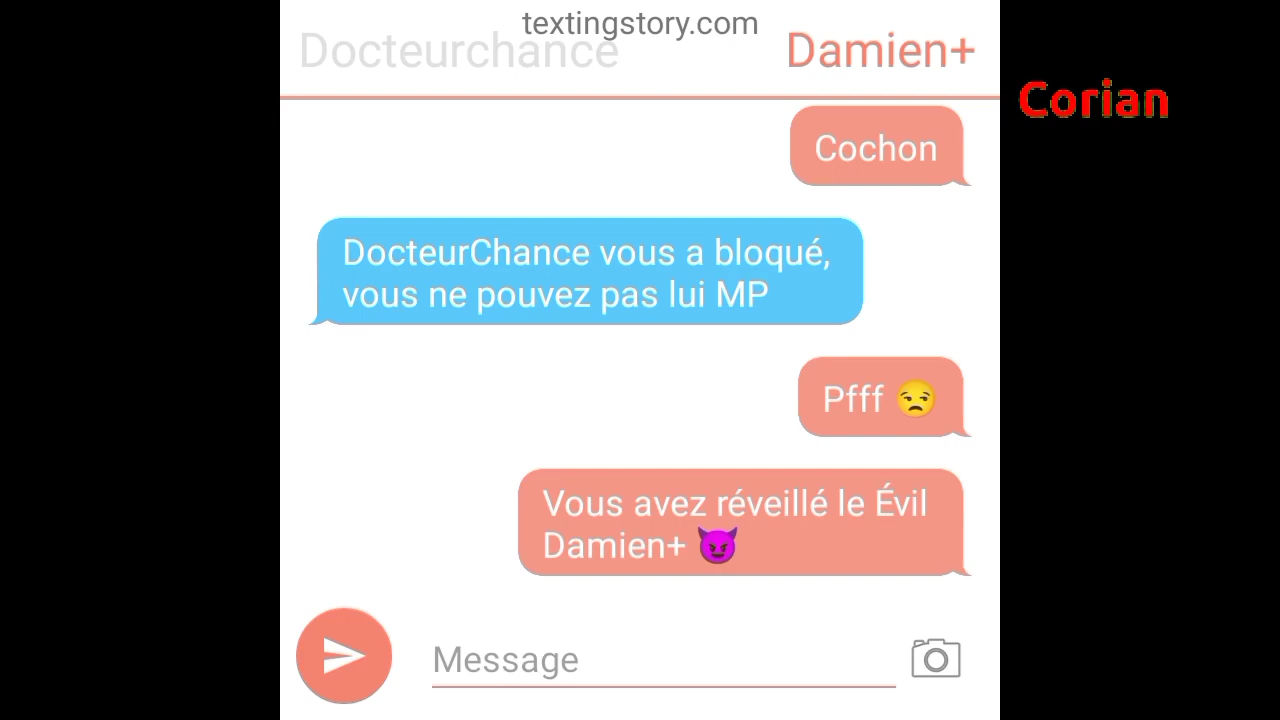 textingstory.com
Docteurchance
Damien+
Corian
Cochon
DocteurChance vous a bloqué,
vous ne pouvez pas lui MP
Pfff 😒
Vous avez réveillé le Évil
Damien+ 😈
Message